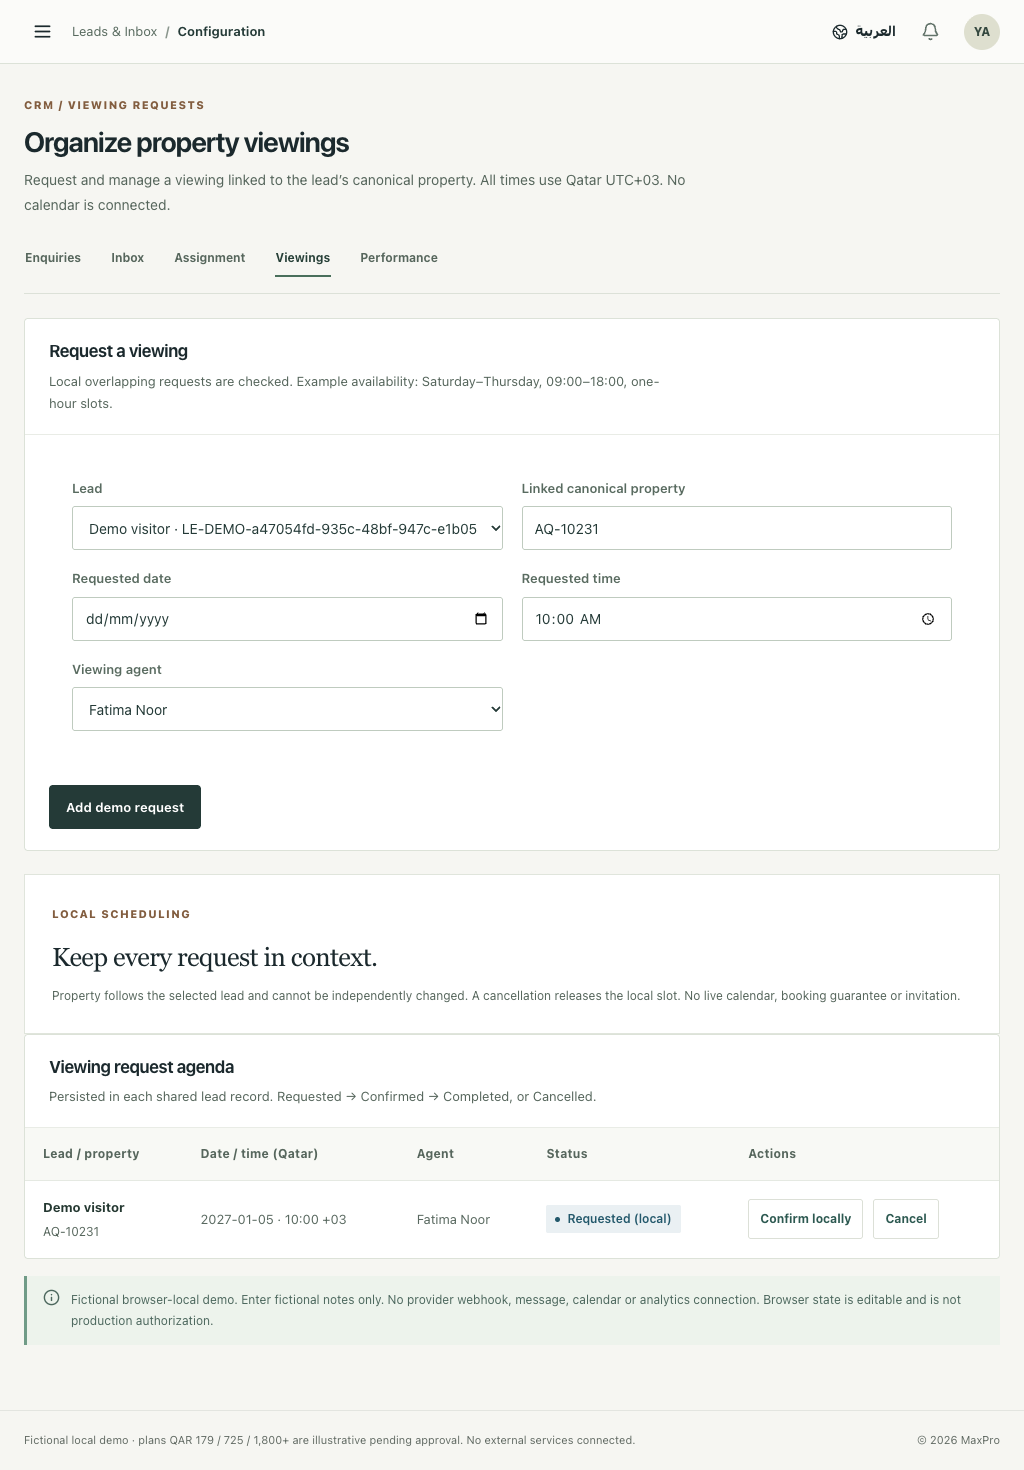 Leads & Inbox / Configuration
العربية
YA
CRM / VIEWING REQUESTS
Organize property viewings
Request and manage a viewing linked to the lead’s canonical property. All times use Qatar UTC+03. No
calendar is connected.
Enquiries Inbox Assignment Viewings Performance
Request a viewing
Local overlapping requests are checked. Example availability: Saturday–Thursday, 09:00–18:00, one-
hour slots.
Lead Linked canonical property
Demo visitor · LE-DEMO-a47054fd-935c-48bf-947c-e1b05 AQ-10231
Requested date Requested time
dd/mm/yyyy 10:00 AM
Viewing agent
Fatima Noor
Add demo request
LOCAL SCHEDULING
Keep every request in context.
Property follows the selected lead and cannot be independently changed. A cancellation releases the local slot. No live calendar, booking guarantee or invitation.
Viewing request agenda
Persisted in each shared lead record. Requested → Confirmed → Completed, or Cancelled.
Lead / property Date / time (Qatar) Agent Status Actions
Demo visitor
AQ-10231
2027-01-05 · 10:00 +03 Fatima Noor Requested (local) Confirm locally Cancel
Fictional browser-local demo. Enter fictional notes only. No provider webhook, message, calendar or analytics connection. Browser state is editable and is not
production authorization.
Fictional local demo · plans QAR 179 / 725 / 1,800+ are illustrative pending approval. No external services connected. © 2026 MaxPro